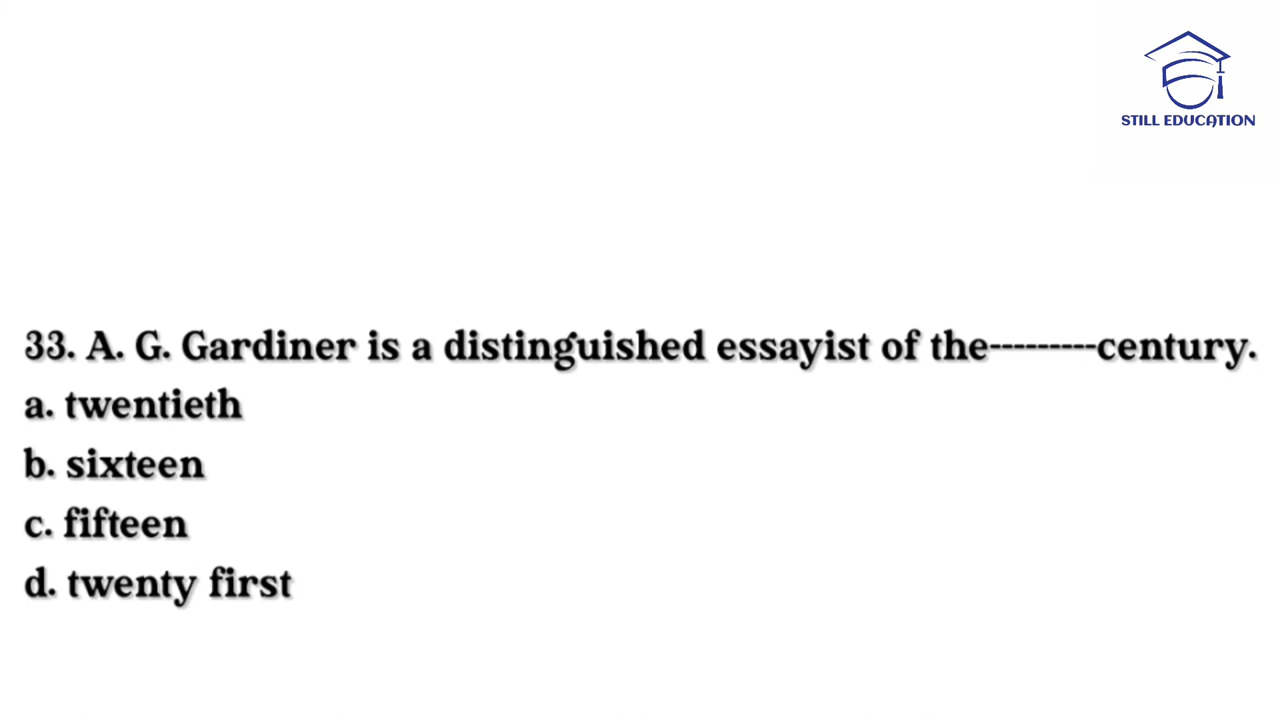 STILL EDUCATION
33. A. G. Gardiner is a distinguished essayist of the---------century.
a. twentieth
b. sixteen
c. fifteen
d. twenty first